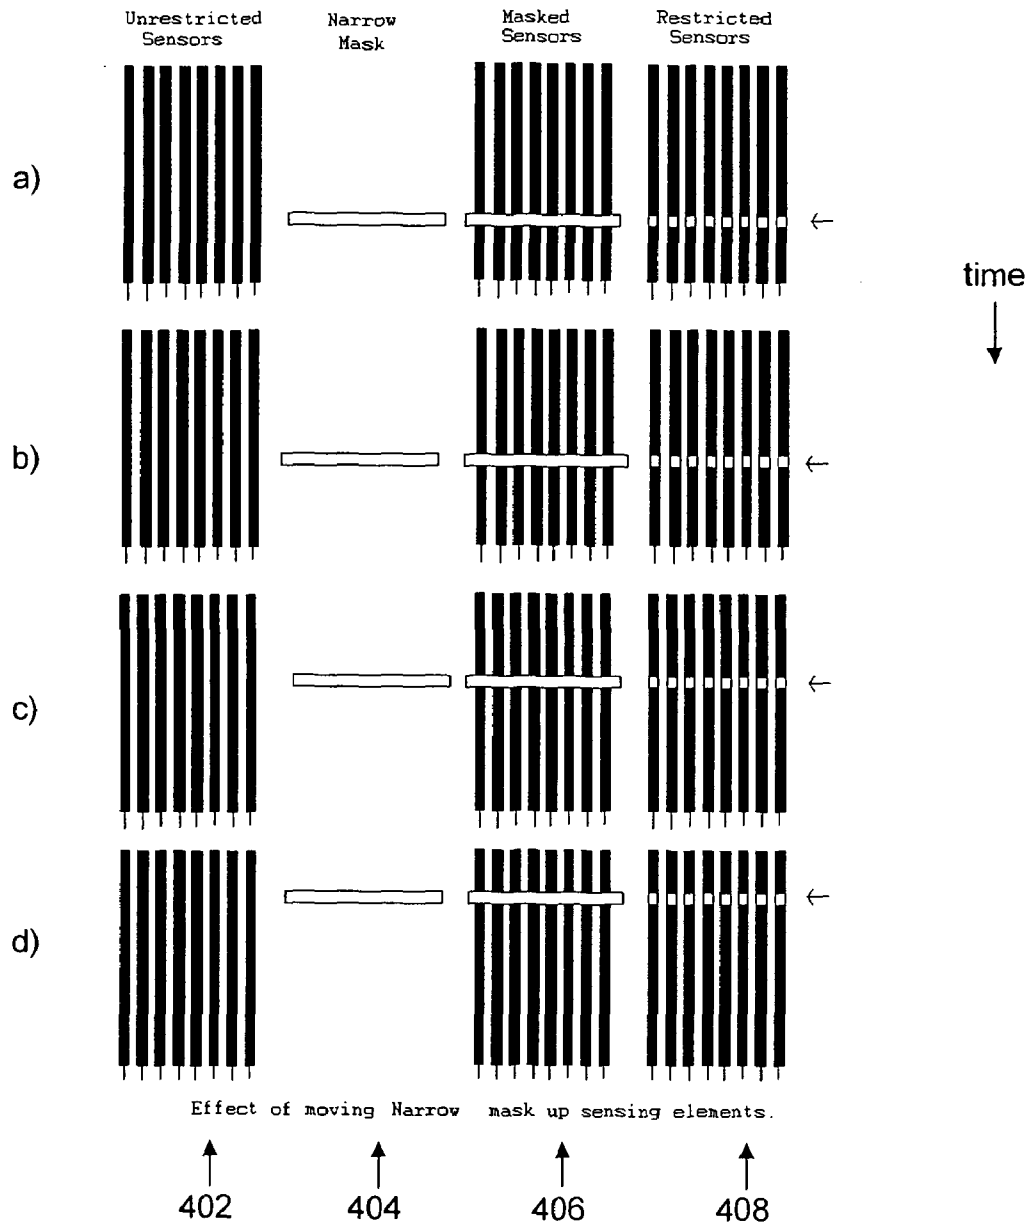 Unrestricted Sensors
Narrow Mask
Masked Sensors
Restricted Sensors
a)
time
b)
c)
d)
Effect of moving Narrow mask up sensing elements.
402
404
406
408